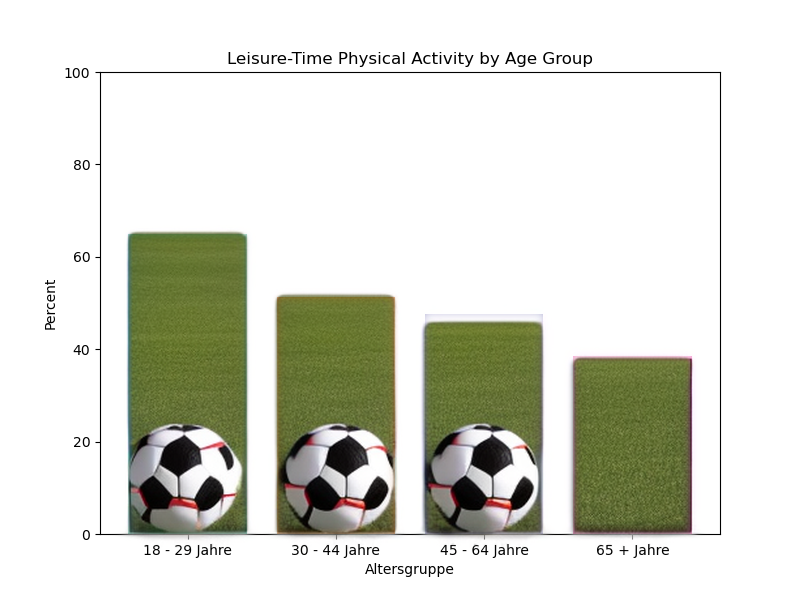 Leisure-Time Physical Activity by Age Group
100
80
60
40
20
0
Percent
18 - 29 Jahre
30 - 44 Jahre
45 - 64 Jahre
65 + Jahre
Altersgruppe